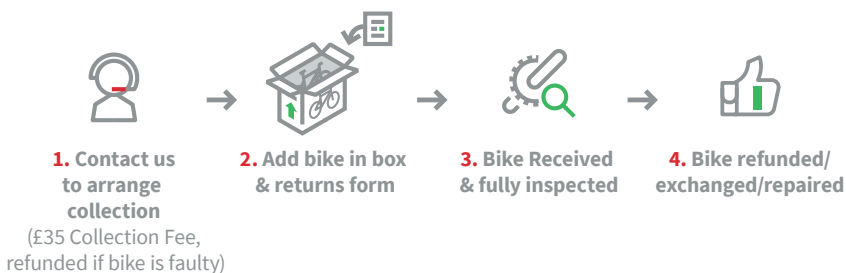 1. Contact us
to arrange
collection
(£35 Collection Fee,
refunded if bike is faulty)
2. Add bike in box
& returns form
3. Bike Received
& fully inspected
4. Bike refunded/
exchanged/repaired